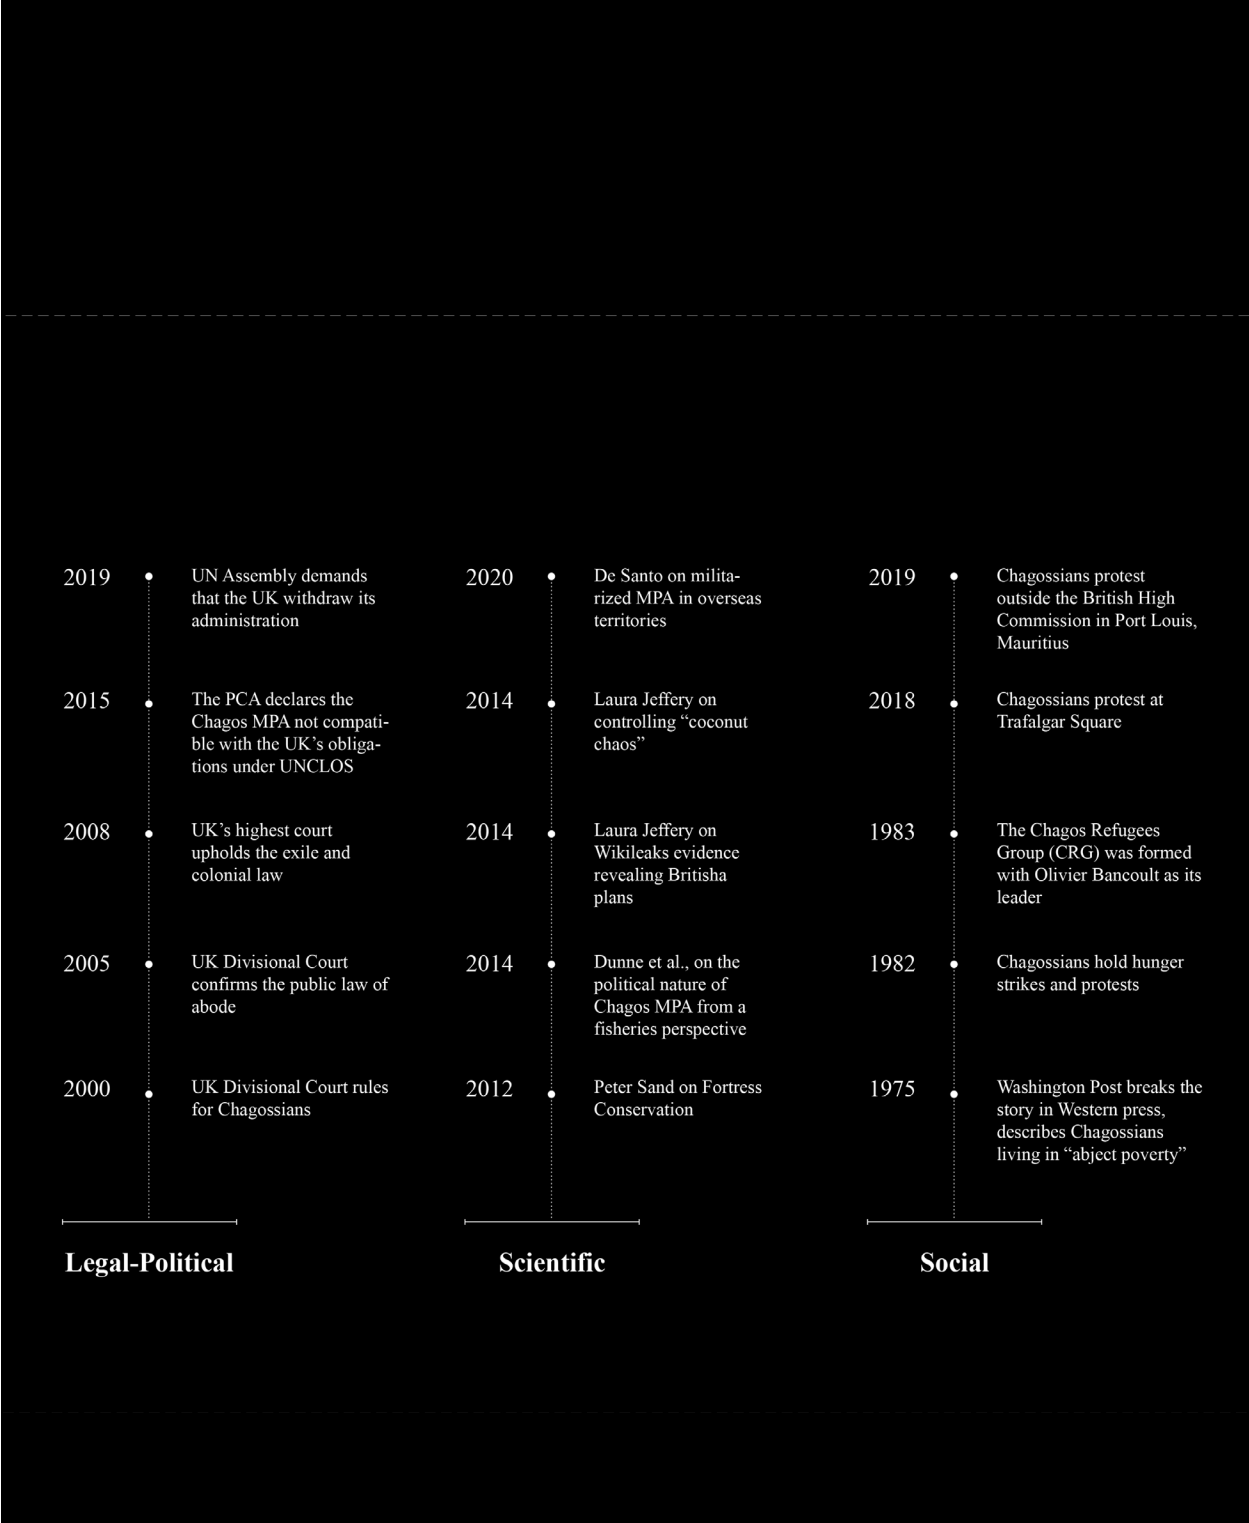 2019
UN Assembly demands
that the UK withdraw its
administration
2015
The PCA declares the
Chagos MPA not compati-
ble with the UK’s obliga-
tions under UNCLOS
2008
UK’s highest court
upholds the exile and
colonial law
2005
UK Divisional Court
confirms the public law of
abode
2000
UK Divisional Court rules
for Chagossians
Legal-Political
2020
De Santo on milita-
rized MPA in overseas
territories
2014
Laura Jeffery on
controlling “coconut
chaos”
2014
Laura Jeffery on
Wikileaks evidence
revealing Britisha
plans
2014
Dunne et al., on the
political nature of
Chagos MPA from a
fisheries perspective
2012
Peter Sand on Fortress
Conservation
Scientific
2019
Chagossians protest
outside the British High
Commission in Port Louis,
Mauritius
2018
Chagossians protest at
Trafalgar Square
1983
The Chagos Refugees
Group (CRG) was formed
with Olivier Bancoult as its
leader
1982
Chagossians hold hunger
strikes and protests
1975
Washington Post breaks the
story in Western press,
describes Chagossians
living in “abject poverty”
Social